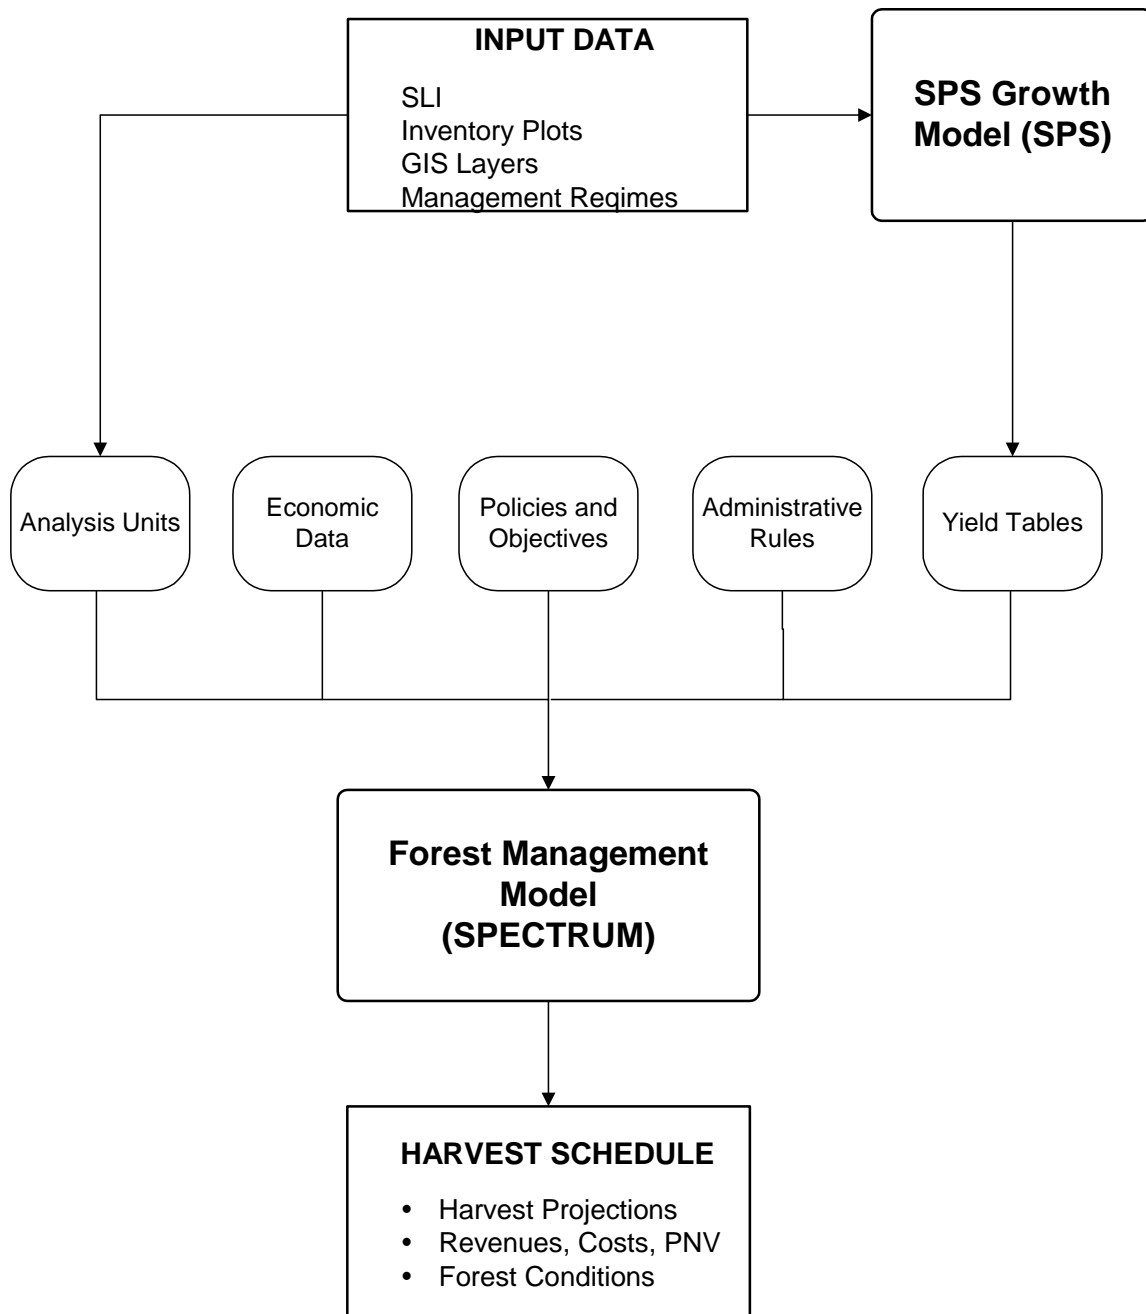 INPUT DATA
SLI
Inventory Plots
GIS Layers
Management Reqimes
SPS Growth
Model (SPS)
Analysis Units
Economic
Data
Policies and
Objectives
Administrative
Rules
Yield Tables
Forest Management
Model
(SPECTRUM)
HARVEST SCHEDULE
• Harvest Projections
• Revenues, Costs, PNV
• Forest Conditions